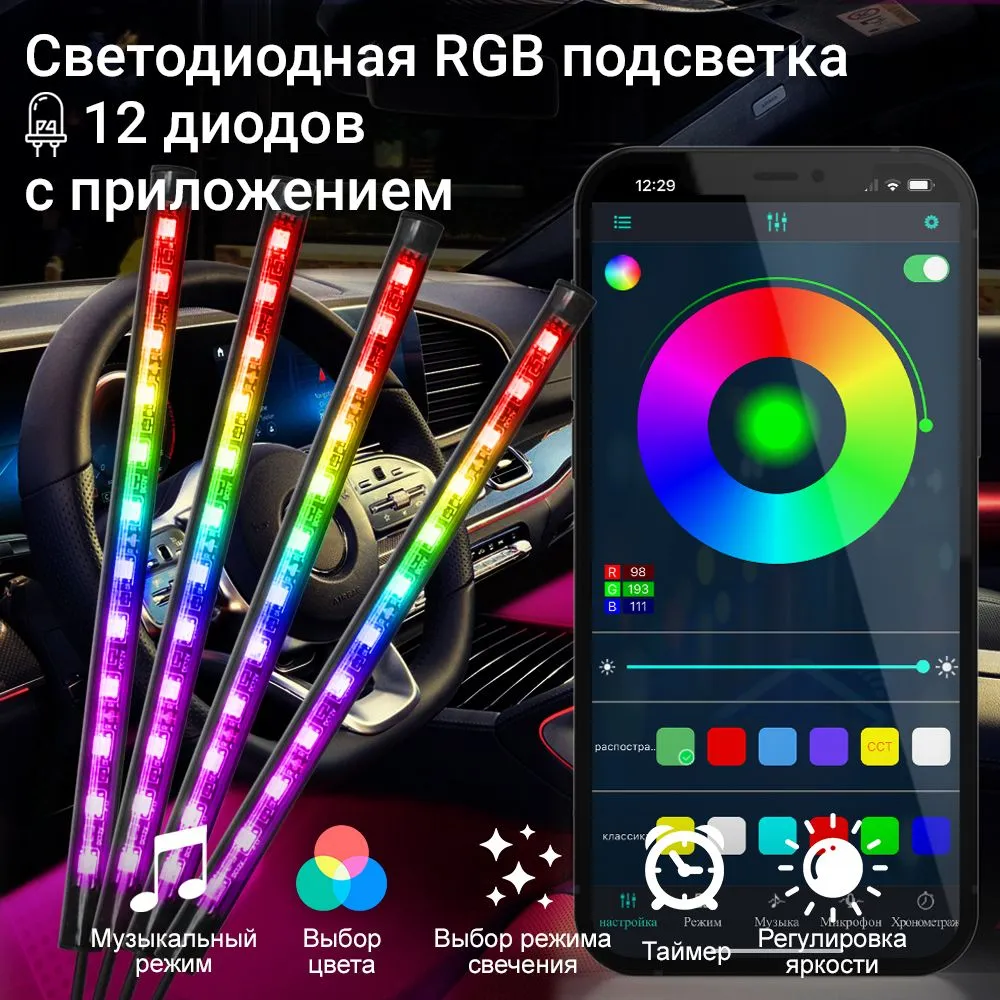 Светодиодная RGB подсветка
12 диодов
с приложением
12:29
R 98
G 193
B 111
распостра..
CCT
классик
настройка Режим Музыка Микрофон Хронометраж
Музыкальный
режим
Выбор
цвета
Выбор режима
свечения
Таймер
Регулировка
яркости